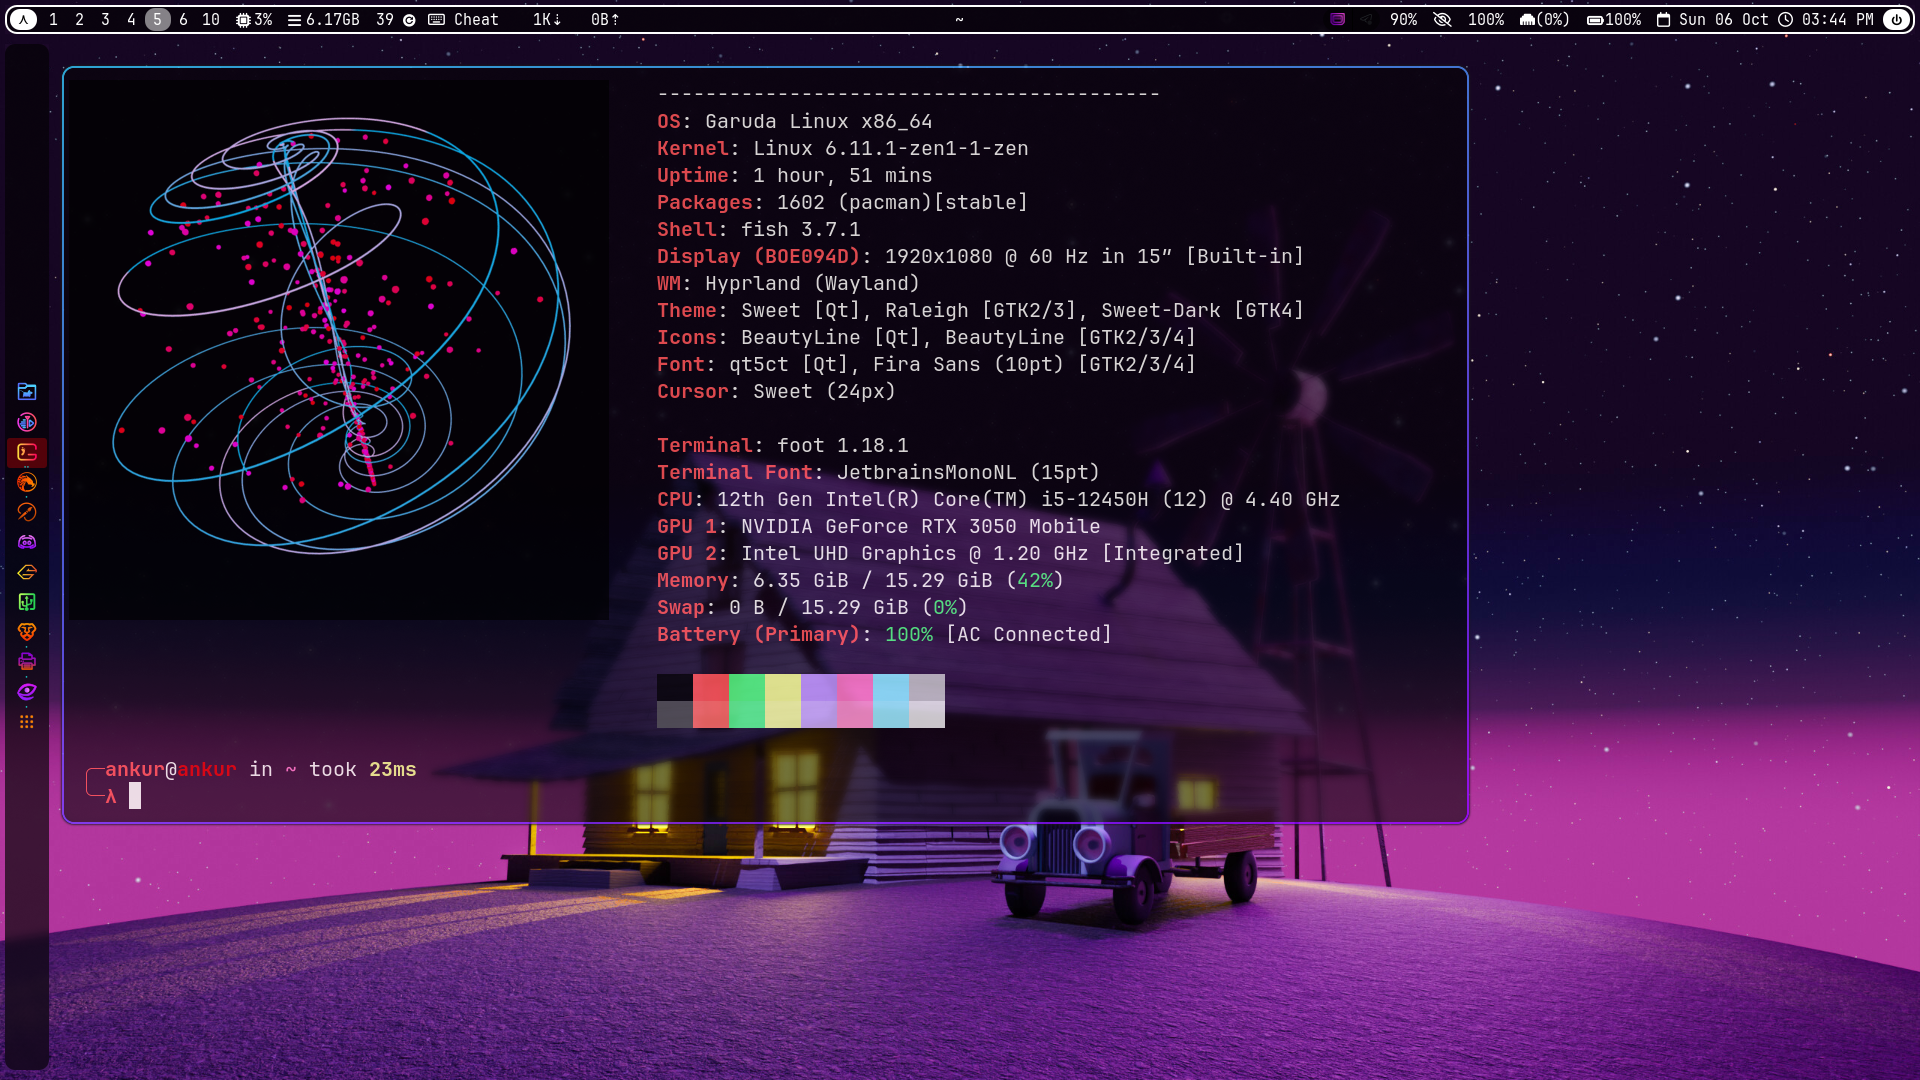 1 2 3 4 5 6 10 3% 6.17GB 39 Cheat 1K⇣ 0B⇡ ~ 90% 100% (0%) 100% Sun 06 Oct 03:44 PM
------------------------------------------
OS: Garuda Linux x86_64
Kernel: Linux 6.11.1-zen1-1-zen
Uptime: 1 hour, 51 mins
Packages: 1602 (pacman)[stable]
Shell: fish 3.7.1
Display (BOE094D): 1920x1080 @ 60 Hz in 15″ [Built-in]
WM: Hyprland (Wayland)
Theme: Sweet [Qt], Raleigh [GTK2/3], Sweet-Dark [GTK4]
Icons: BeautyLine [Qt], BeautyLine [GTK2/3/4]
Font: qt5ct [Qt], Fira Sans (10pt) [GTK2/3/4]
Cursor: Sweet (24px)
Terminal: foot 1.18.1
Terminal Font: JetbrainsMonoNL (15pt)
CPU: 12th Gen Intel(R) Core(TM) i5-12450H (12) @ 4.40 GHz
GPU 1: NVIDIA GeForce RTX 3050 Mobile
GPU 2: Intel UHD Graphics @ 1.20 GHz [Integrated]
Memory: 6.35 GiB / 15.29 GiB (42%)
Swap: 0 B / 15.29 GiB (0%)
Battery (Primary): 100% [AC Connected]
ankur@ankur in ~ took 23ms
λ